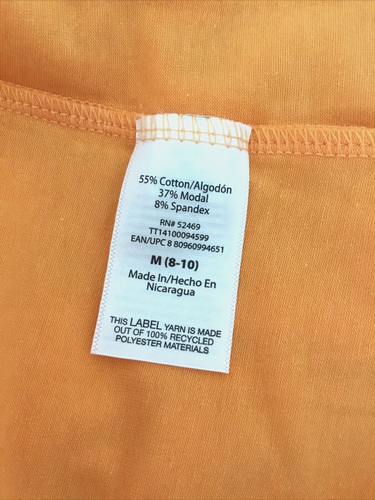 55% Cotton/Algodón
37% Modal
8% Spandex
RN# 52469
TT14100094599
EAN/UPC 8 80960994651
M (8-10)
Made In/Hecho En
Nicaragua
THIS LABEL YARN IS MADE
OUT OF 100% RECYCLED
POLYESTER MATERIALS